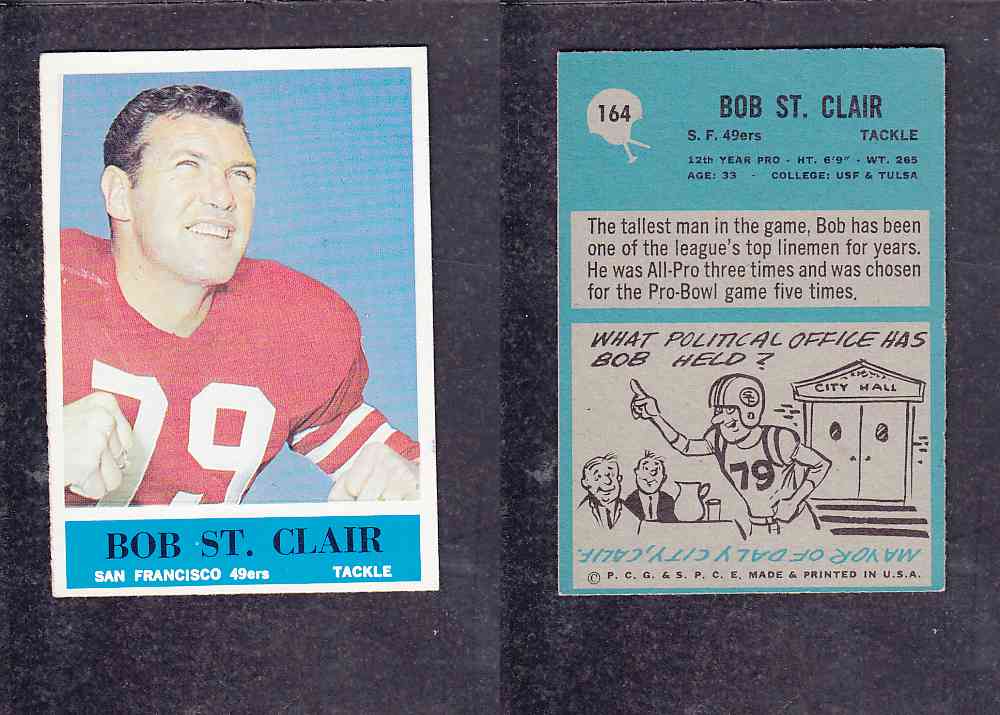 79
BOB ST. CLAIR
SAN FRANCISCO 49ers TACKLE
164
BOB ST. CLAIR
S. F. 49ers TACKLE
12th YEAR PRO - HT. 6'9" - WT. 265
AGE: 33 - COLLEGE: USF & TULSA
The tallest man in the game, Bob has been
one of the league's top linemen for years.
He was All-Pro three times and was chosen
for the Pro-Bowl game five times.
WHAT POLITICAL OFFICE HAS
BOB HELD?
CITY HALL
SF
79
MAYOR OF DALY CITY, CALIF.
© P. C. G. & S. P. C. E. MADE & PRINTED IN U.S.A.